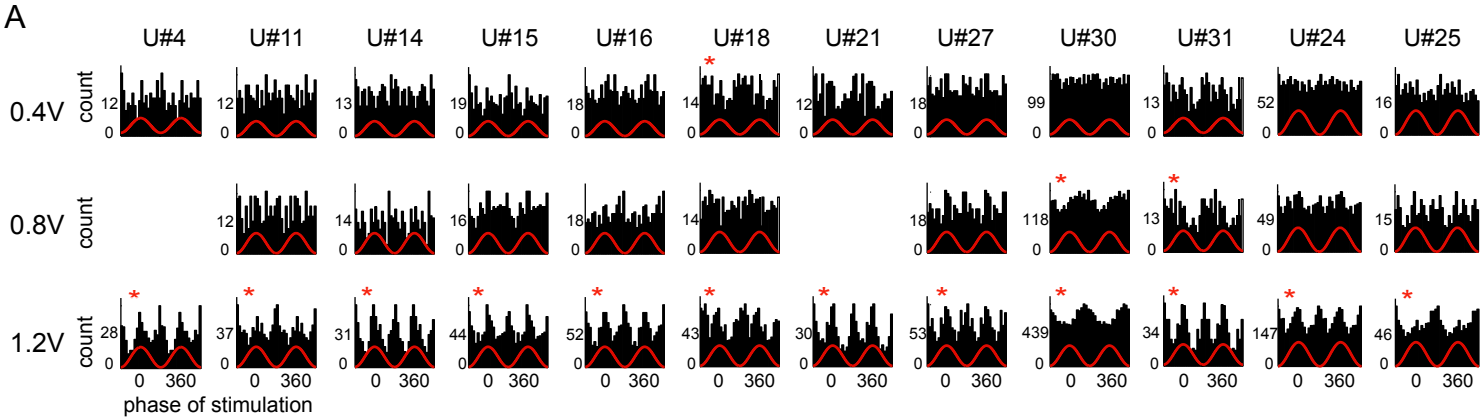 A
U#4 U#11 U#14 U#15 U#16 U#18 U#21 U#27 U#30 U#31 U#24 U#25
*
0.4V count 12 0 12 0 13 0 19 0 18 0 14 0 12 0 18 0 99 0 13 0 52 0 16 0
* *
0.8V count 12 0 14 0 16 0 18 0 14 0 18 0 118 0 13 0 49 0 15 0
* * * * * * * * * * * *
1.2V count 28 0 37 0 31 0 44 0 52 0 43 0 30 0 53 0 439 0 34 0 147 0 46 0
0 360 0 360 0 360 0 360 0 360 0 360 0 360 0 360 0 360 0 360 0 360 0 360
phase of stimulation